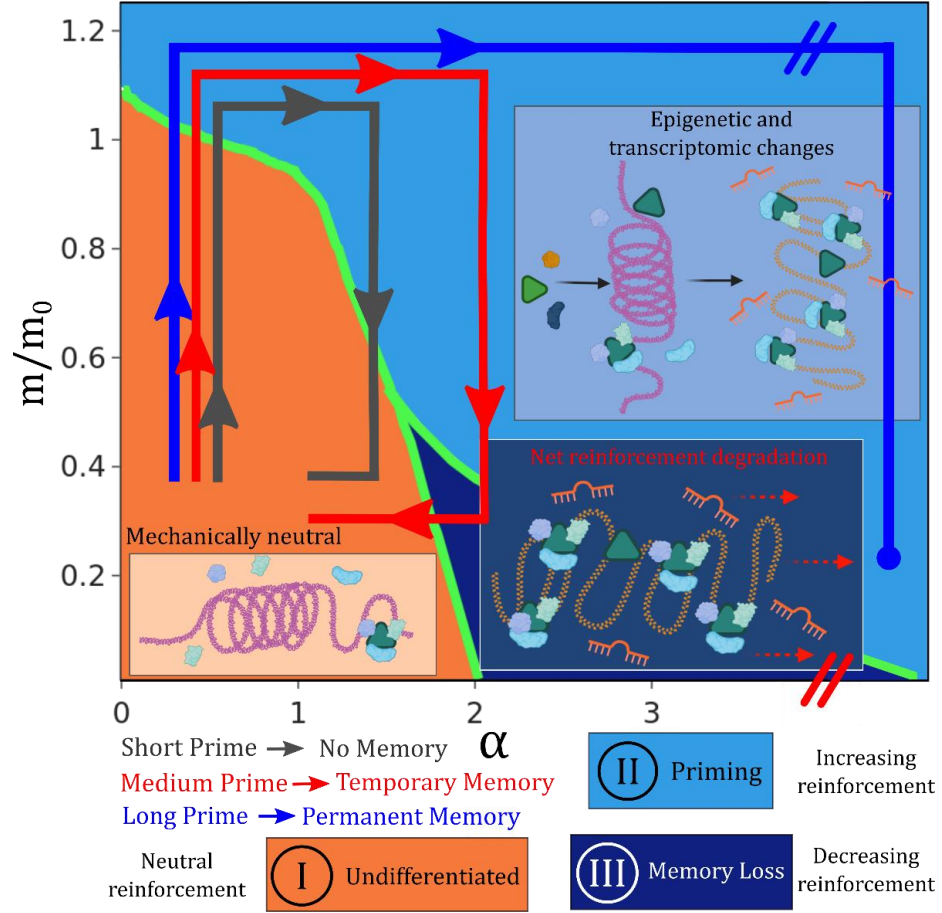 1.2
1
0.8
0.6
0.4
0.2
m/m0
Epigenetic and
transcriptomic changes
Net reinforcement degradation
Mechanically neutral
0
1
2
3
α
Short Prime → No Memory
Medium Prime → Temporary Memory
Long Prime → Permanent Memory
II Priming
Increasing
reinforcement
Neutral
reinforcement
I Undifferentiated
III Memory Loss
Decreasing
reinforcement